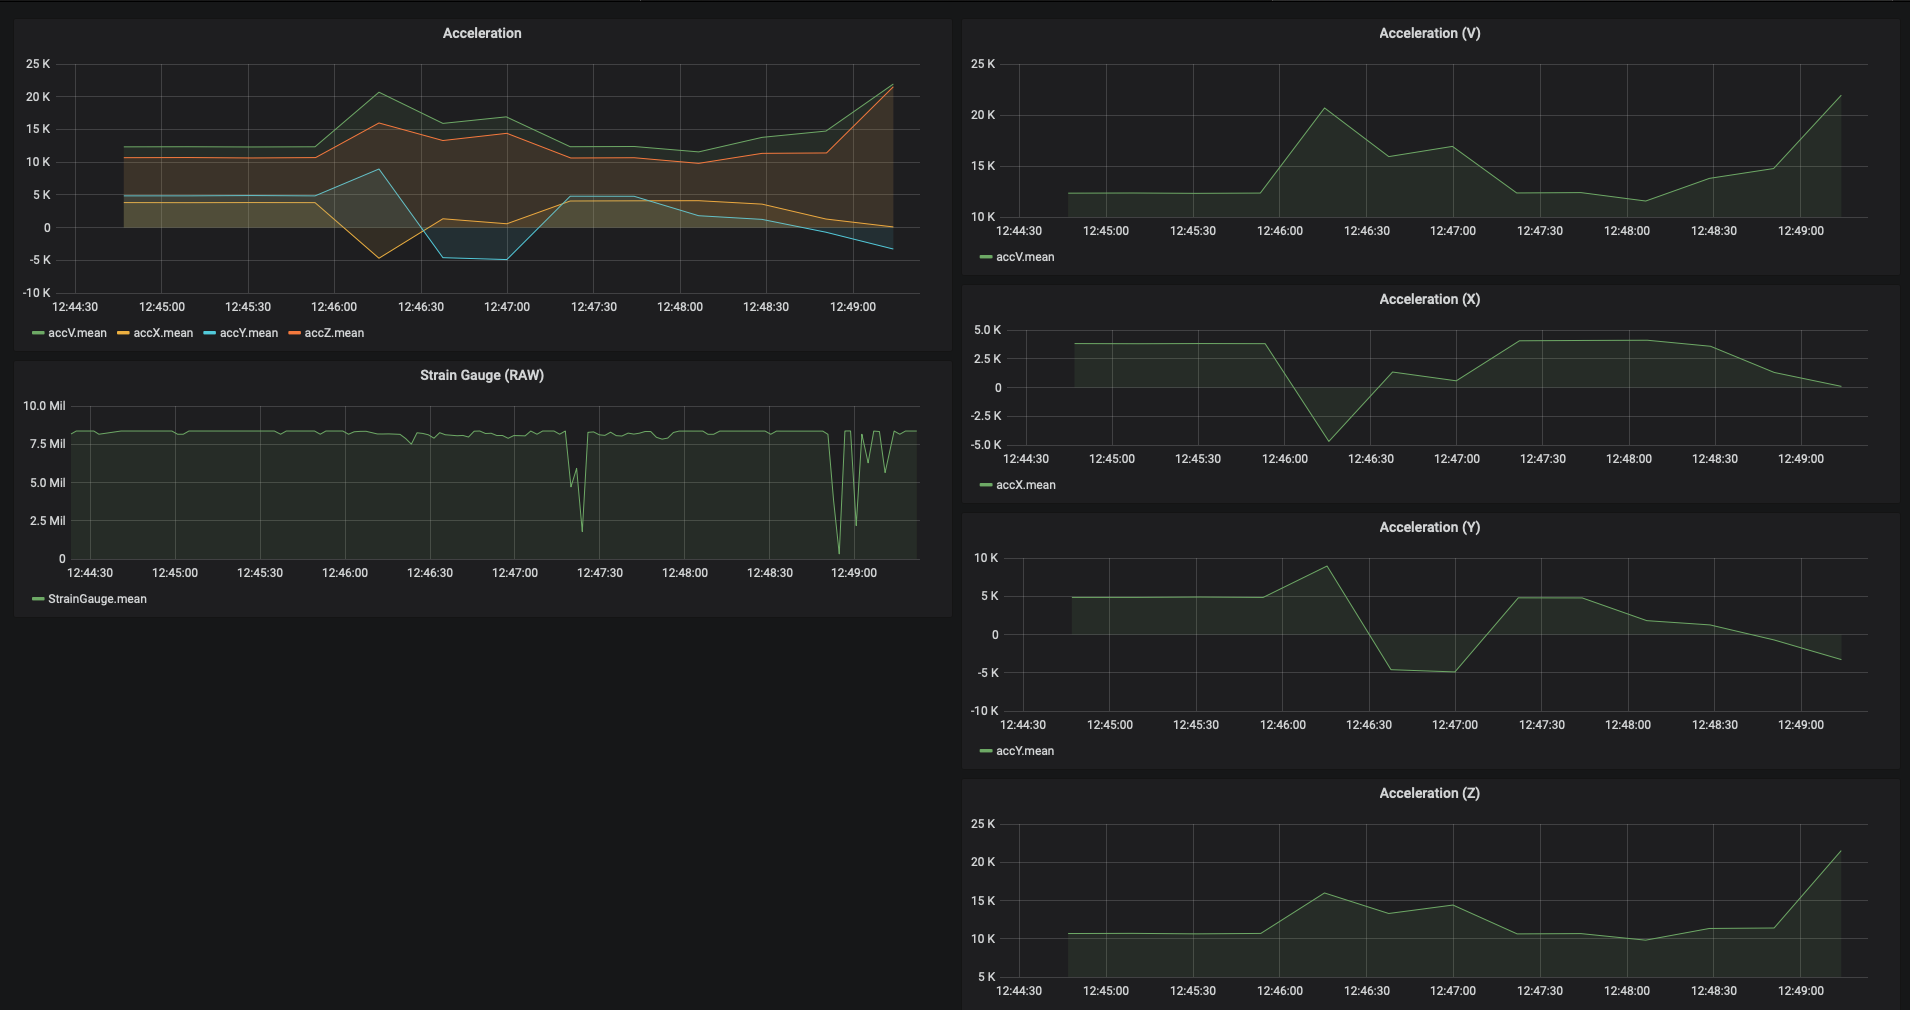 Acceleration
25 K
20 K
15 K
10 K
5 K
0
-5 K
-10 K
12:44:30 12:45:00 12:45:30 12:46:00 12:46:30 12:47:00 12:47:30 12:48:00 12:48:30 12:49:00
accV.mean accX.mean accY.mean accZ.mean
Strain Gauge (RAW)
10.0 Mil
7.5 Mil
5.0 Mil
2.5 Mil
0
12:44:30 12:45:00 12:45:30 12:46:00 12:46:30 12:47:00 12:47:30 12:48:00 12:48:30 12:49:00
StrainGauge.mean
Acceleration (V)
25 K
20 K
15 K
10 K
12:44:30 12:45:00 12:45:30 12:46:00 12:46:30 12:47:00 12:47:30 12:48:00 12:48:30 12:49:00
accV.mean
Acceleration (X)
5.0 K
2.5 K
0
-2.5 K
-5.0 K
12:44:30 12:45:00 12:45:30 12:46:00 12:46:30 12:47:00 12:47:30 12:48:00 12:48:30 12:49:00
accX.mean
Acceleration (Y)
10 K
5 K
0
-5 K
-10 K
12:44:30 12:45:00 12:45:30 12:46:00 12:46:30 12:47:00 12:47:30 12:48:00 12:48:30 12:49:00
accY.mean
Acceleration (Z)
25 K
20 K
15 K
10 K
5 K
12:44:30 12:45:00 12:45:30 12:46:00 12:46:30 12:47:00 12:47:30 12:48:00 12:48:30 12:49:00